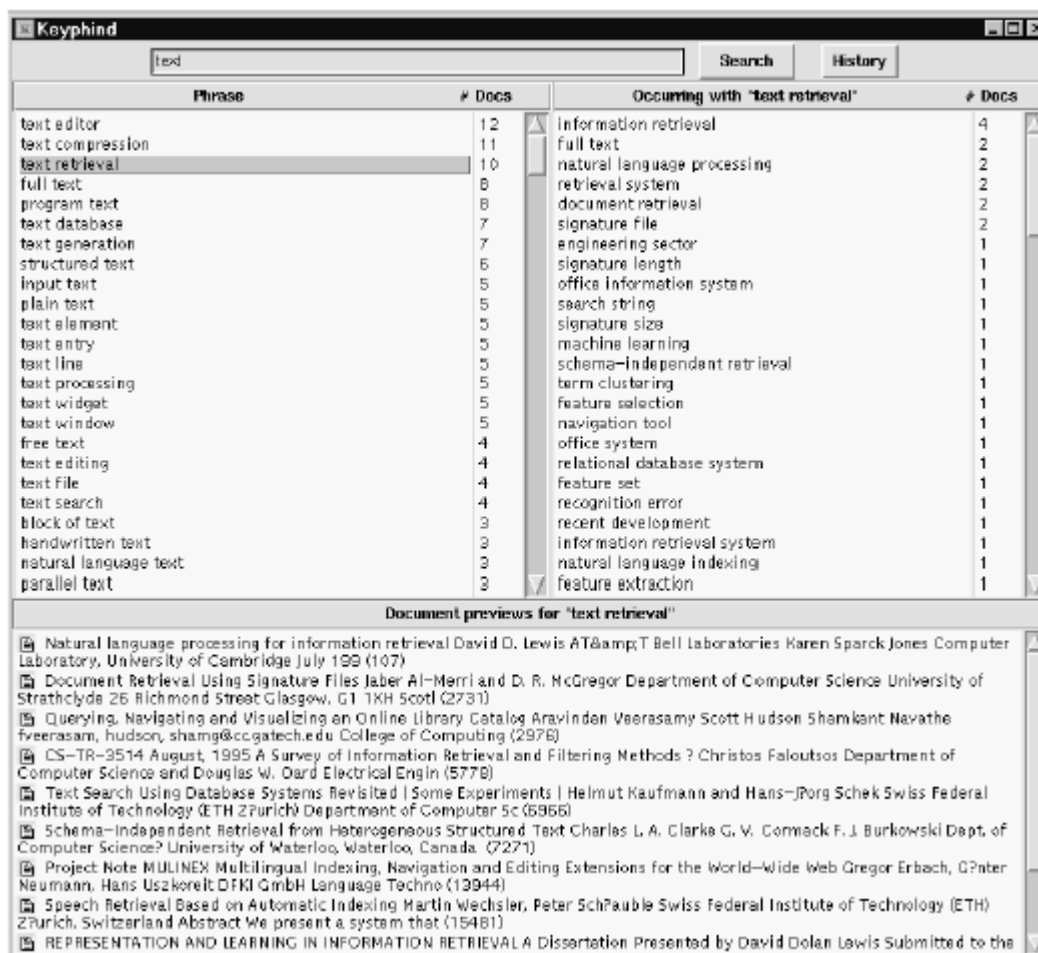 Keyphind
text Search History
Phrase # Docs Occurring with "text retrieval" # Docs
text editor 12 information retrieval 4
text compression 11 full text 2
text retrieval 10 natural language processing 2
full text 8 retrieval system 2
program text 8 document retrieval 2
text database 7 signature file 2
text generation 7 engineering sector 1
structured text 6 signature length 1
input text 5 office information system 1
plain text 5 search string 1
text element 5 signature size 1
text entry 5 machine learning 1
text line 5 schema-independent retrieval 1
text processing 5 term clustering 1
text widget 5 feature selection 1
text window 5 navigation tool 1
free text 4 office system 1
text editing 4 relational database system 1
text file 4 feature set 1
text search 4 recognition error 1
block of text 3 recent development 1
handwritten text 3 information retrieval system 1
natural language text 3 natural language indexing 1
parallel text 3 feature extraction 1
Document previews for "text retrieval"
Natural language processing for information retrieval David D. Lewis AT&amp;T Bell Laboratories Karen Sparck Jones Computer
Laboratory, University of Cambridge July 199 (107)
Document Retrieval Using Signature Files Jaber Al-Merri and D. R. McGregor Department of Computer Science University of
Strathclyde 26 Richmond Street Glasgow, G1 1XH Scotl (2731)
Querying, Navigating and Visualizing an Online Library Catalog Aravindan Veerasamy Scott Hudson Shamkant Navathe
fveerasam, hudson, shamg@cc.gatech.edu College of Computing (2976)
CS-TR-3514 August, 1995 A Survey of Information Retrieval and Filtering Methods ? Christos Faloutsos Department of
Computer Science and Douglas W. Oard Electrical Engin (5778)
Text Search Using Database Systems Revisited | Some Experiments | Helmut Kaufmann and Hans-J?org Schek Swiss Federal
Institute of Technology (ETH Z?urich) Department of Computer Sc (6966)
Schema-Independent Retrieval from Heterogeneous Structured Text Charles L. A. Clarke G. V. Cormack F. J. Burkowski Dept. of
Computer Science? University of Waterloo, Waterloo, Canada (7271)
Project Note MULINEX Multilingual Indexing, Navigation and Editing Extensions for the World-Wide Web Gregor Erbach, G?nter
Neumann, Hans Uszkoreit DFKI GmbH Language Techno (13944)
Speech Retrieval Based on Automatic Indexing Martin Wechsler, Peter Sch?auble Swiss Federal Institute of Technology (ETH)
Z?urich, Switzerland Abstract We present a system that (15481)
REPRESENTATION AND LEARNING IN INFORMATION RETRIEVAL A Dissertation Presented by David Dolan Lewis Submitted to the